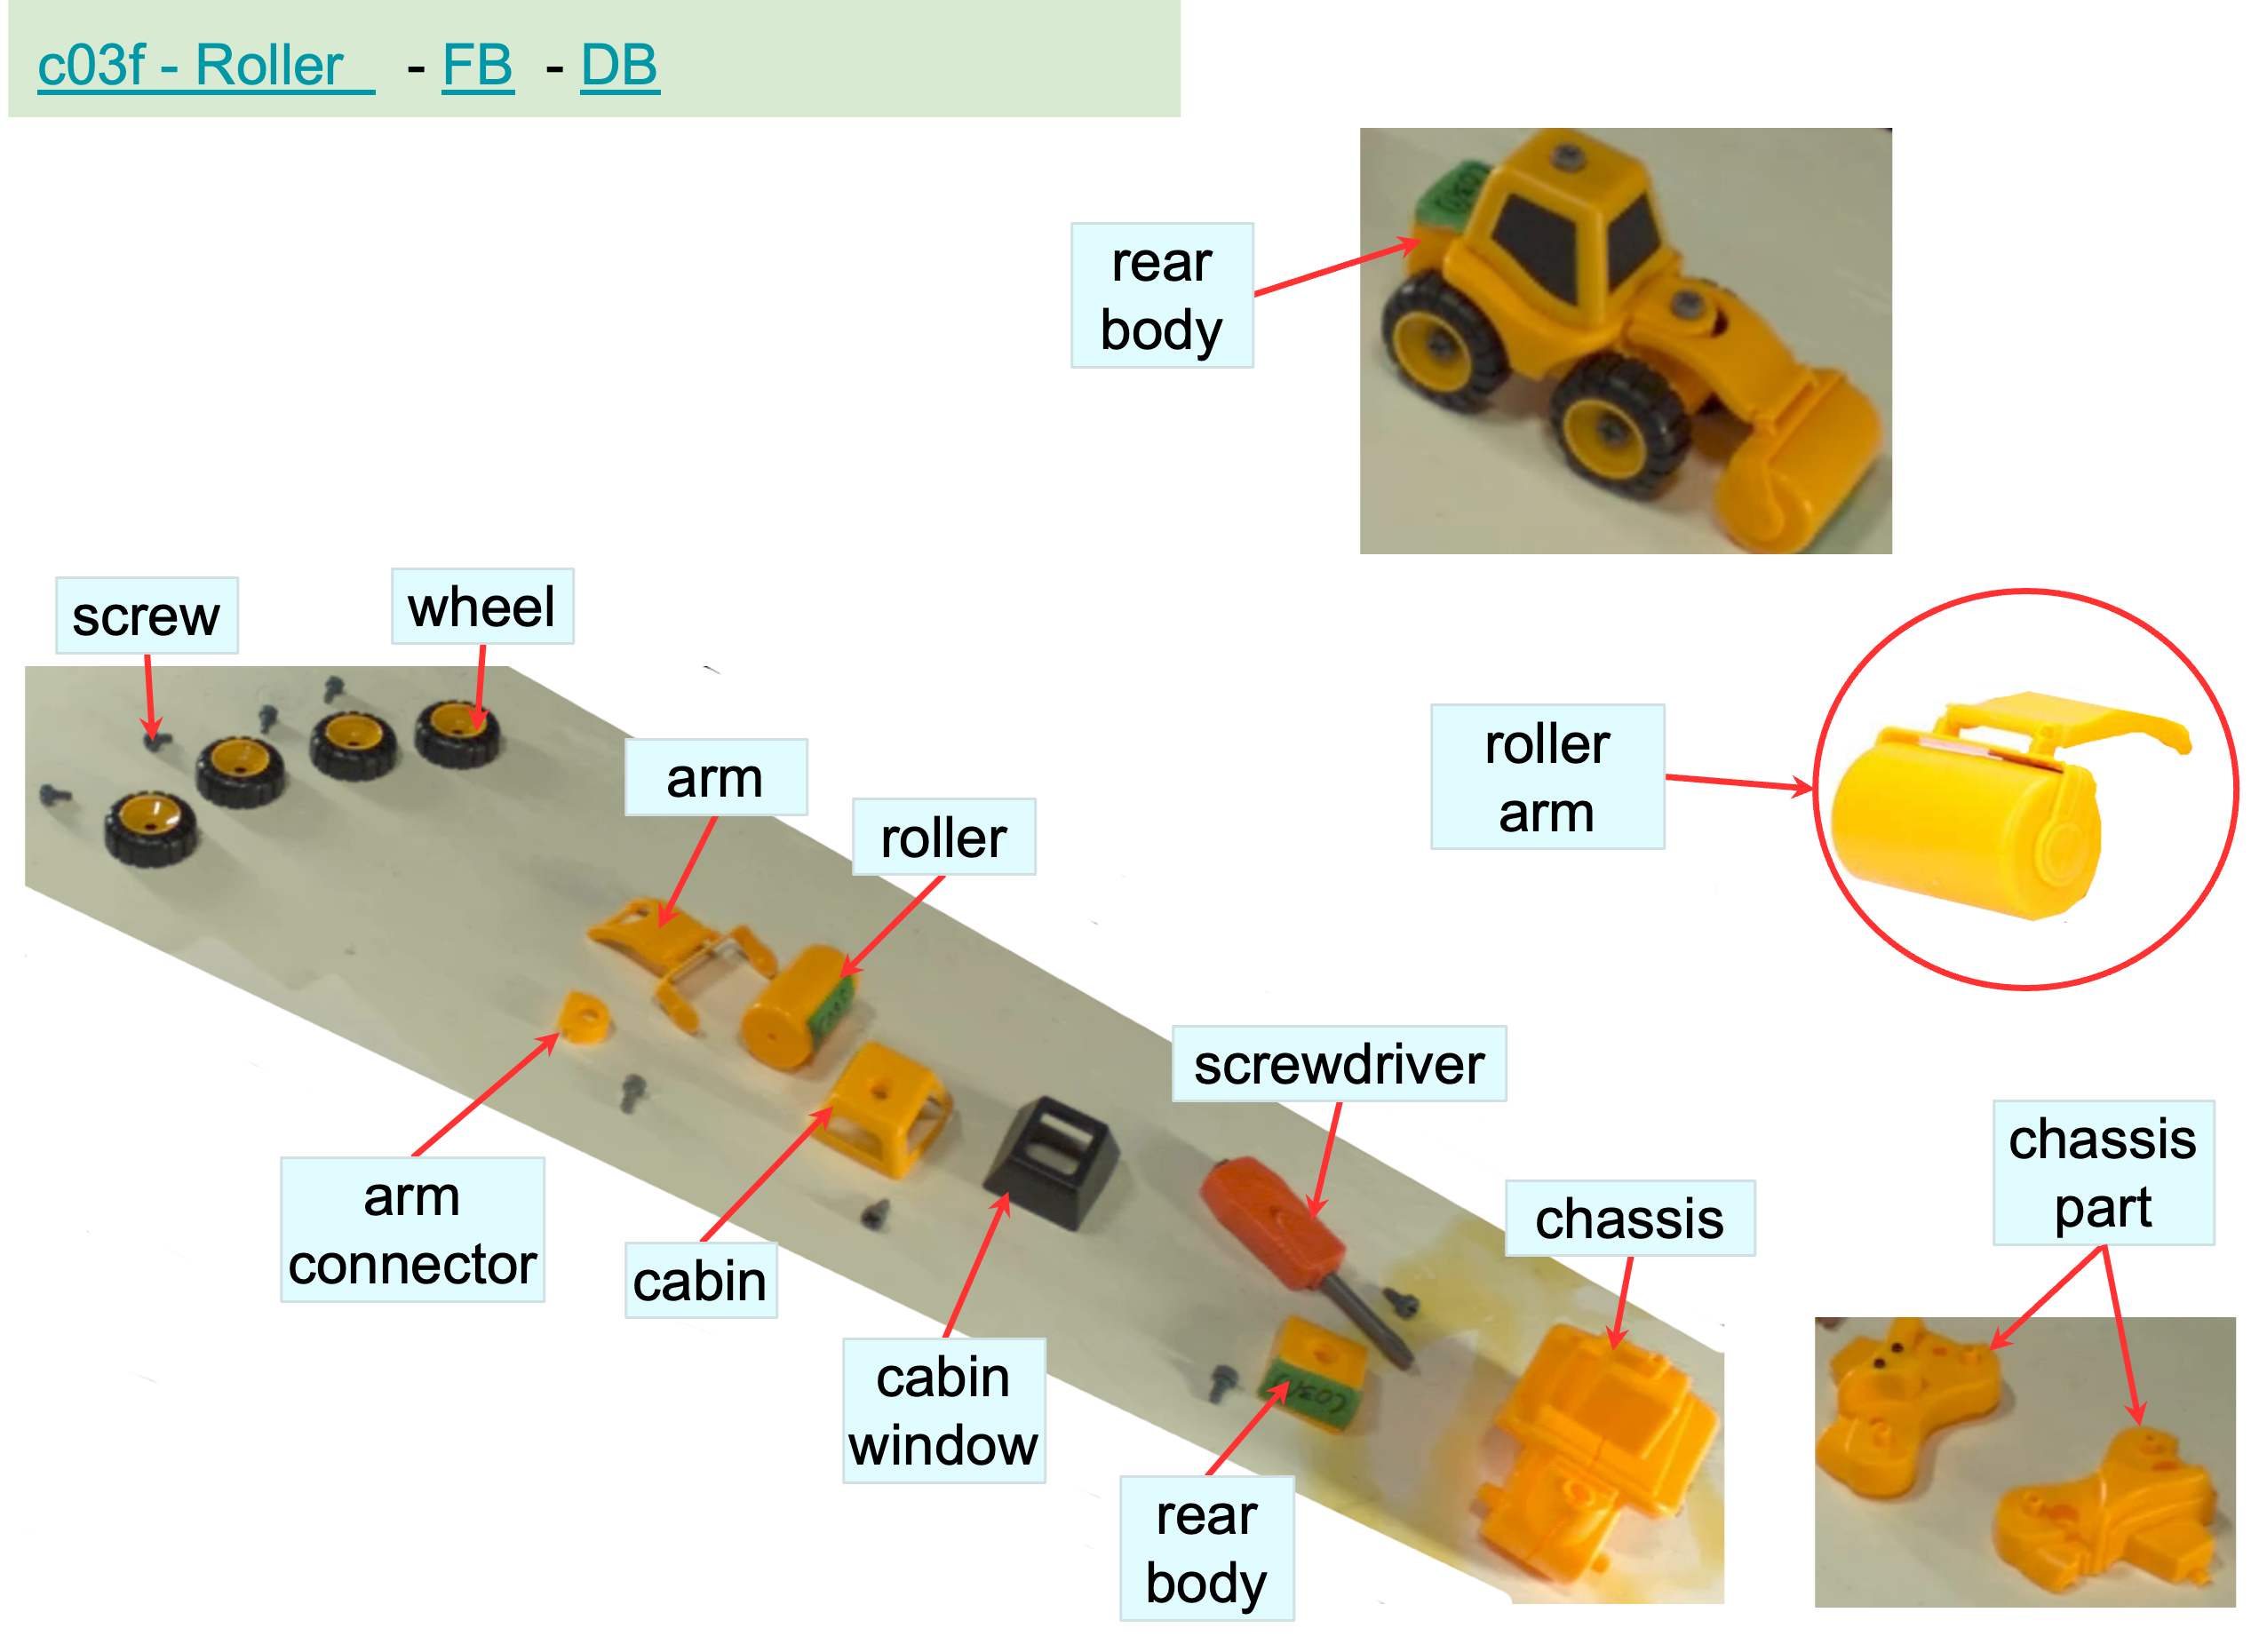 c03f - Roller - FB - DB
rear
body
screw
wheel
arm
roller
roller
arm
screwdriver
chassis
part
arm
connector
cabin
chassis
cabin
window
rear
body